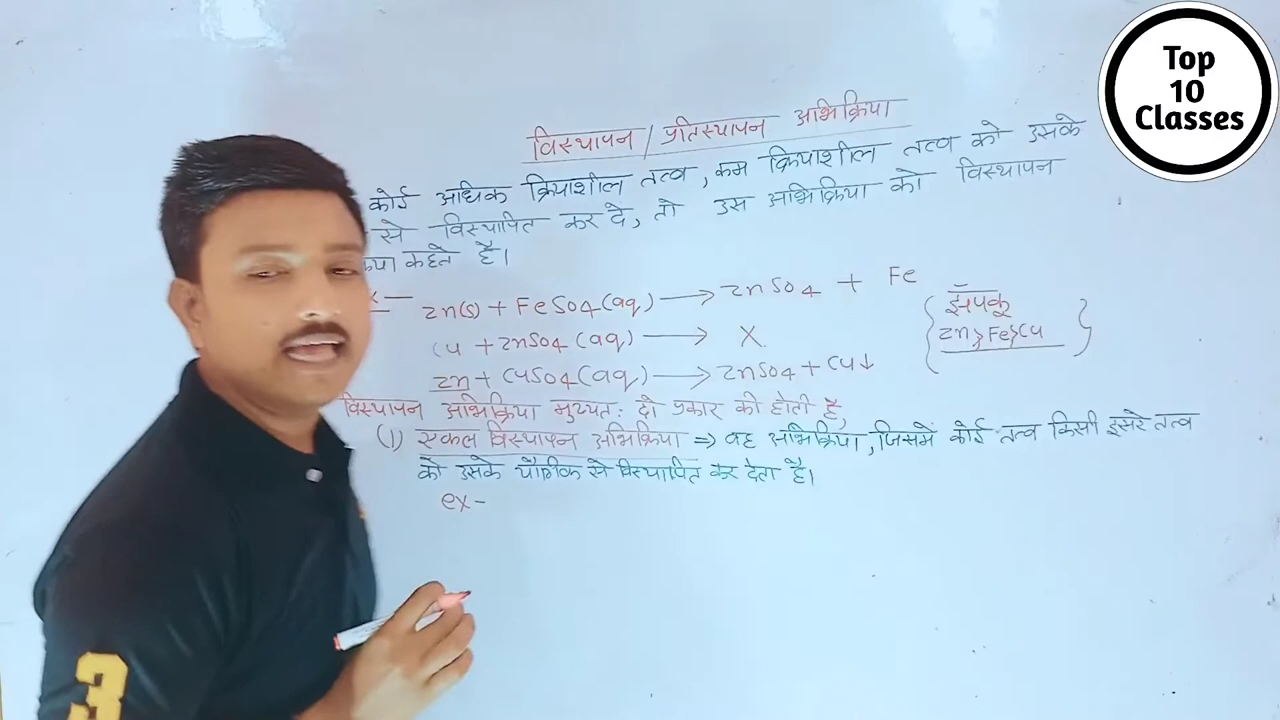 Top
10
Classes
विस्थापन / प्रतिस्थापन अभिक्रिया
कोई अधिक क्रियाशील तत्व, कम क्रियाशील तत्व को उसके
से विस्थापित कर दे, तो उस अभिक्रिया को विस्थापन
कहते है।
zn(s) + FeSo4(aq) ⟶ znSo4 + Fe
Cu + znSo4 (aq) ⟶ X
zn + CuSo4(aq) ⟶ znSo4 + Cu↓
zn > Fe > Cu
विस्थापन अभिक्रिया मुख्यत: दो प्रकार की होती है
(1) एकल विस्थापन अभिक्रिया ⇒ वह अभिक्रिया, जिसमें कोई तत्व किसी दूसरे तत्व
को उसके यौगीक से विस्थापित कर देता है।
ex -
3